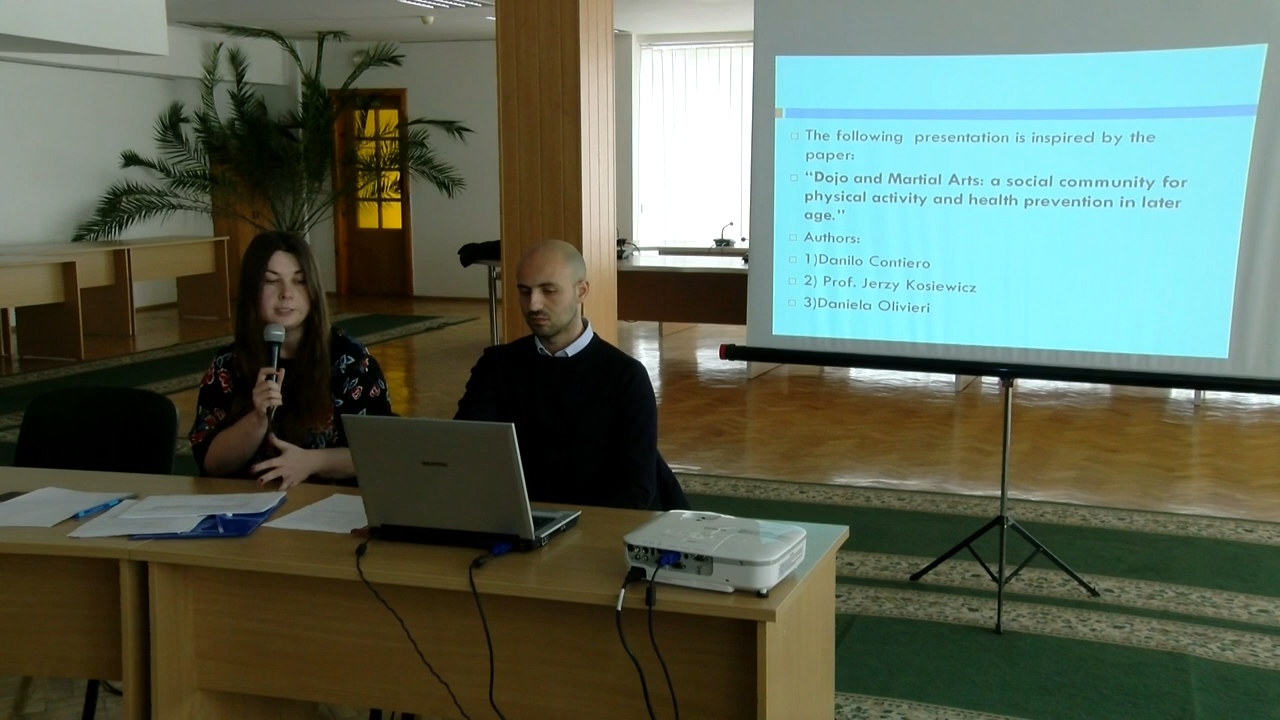 The following  presentation is inspired by the
paper:
“Dojo and Martial Arts: a social community for
physical activity and health prevention in later
age.”
Authors:
1)Danilo Contiero
2) Prof. Jerzy Kosiewicz
3)Daniela Olivieri